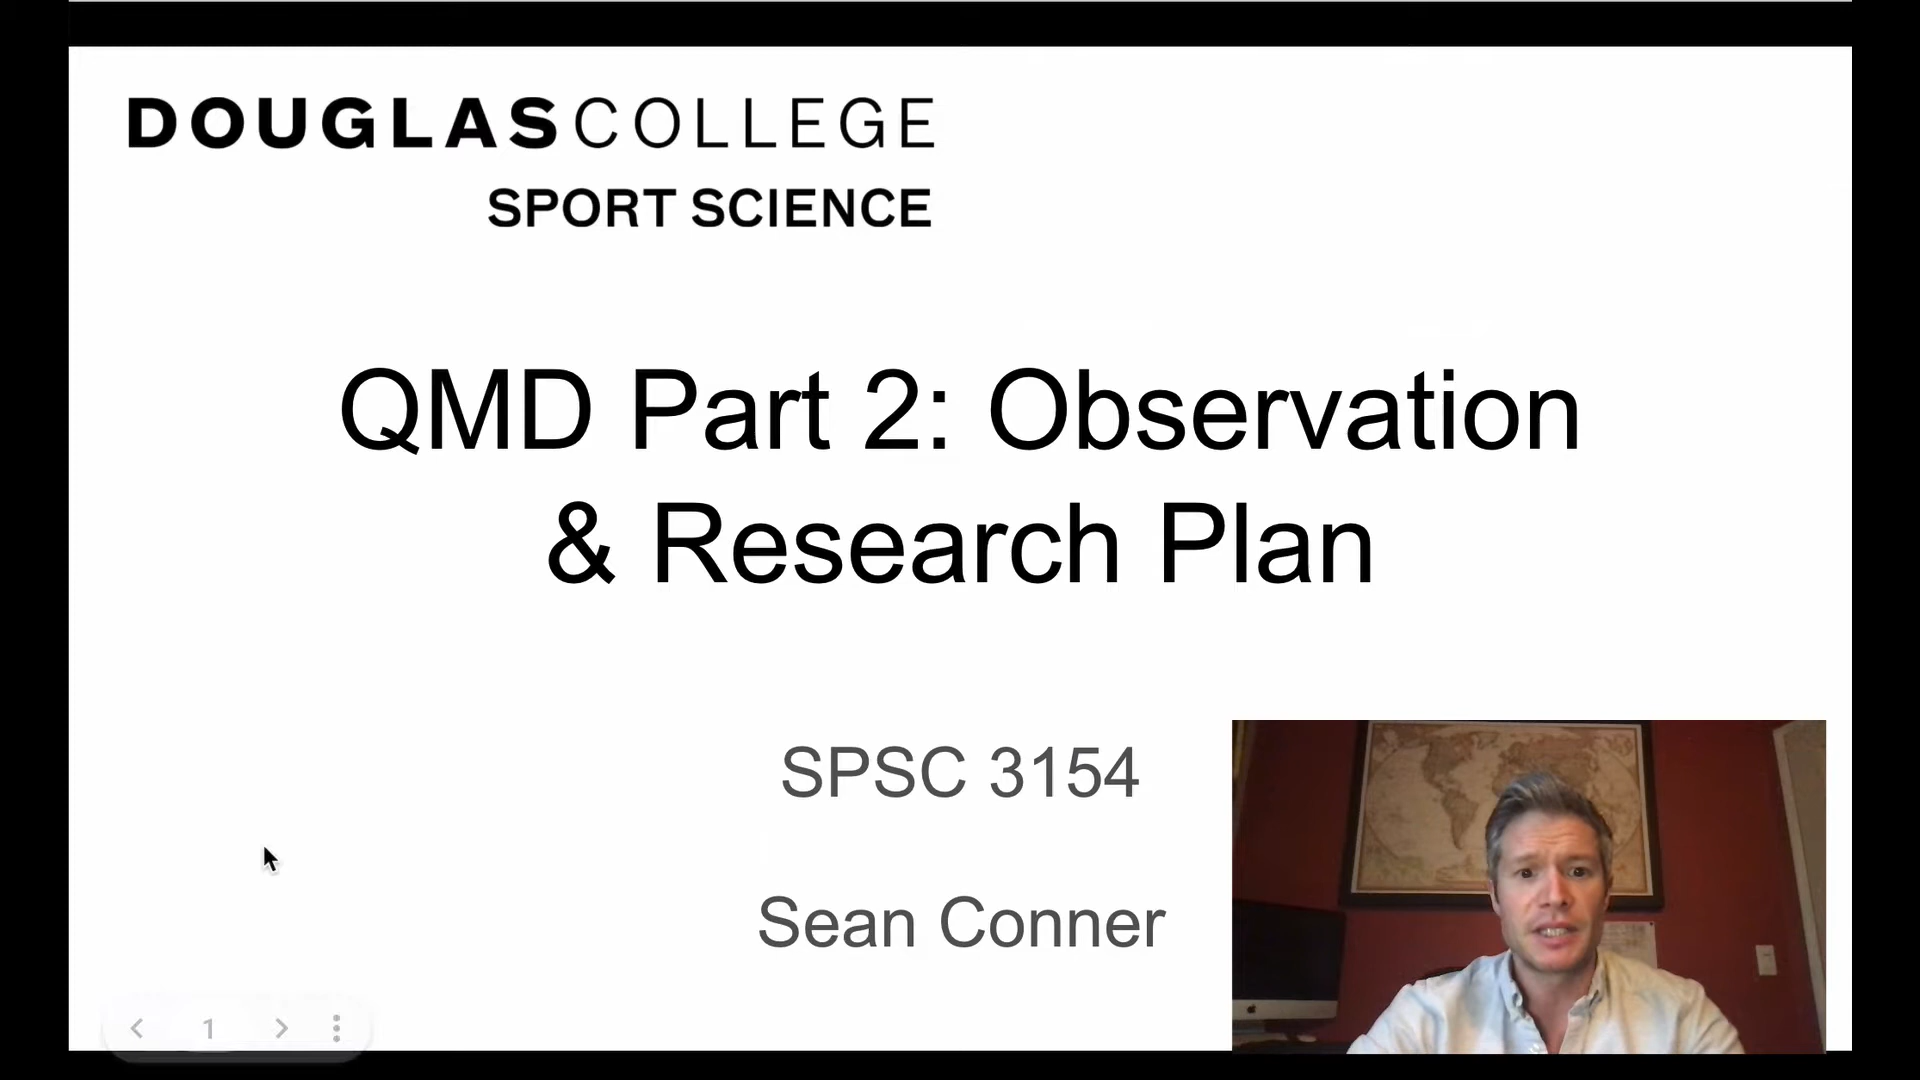 DOUGLASCOLLEGE
SPORT SCIENCE
QMD Part 2: Observation
& Research Plan
SPSC 3154
Sean Conner
1